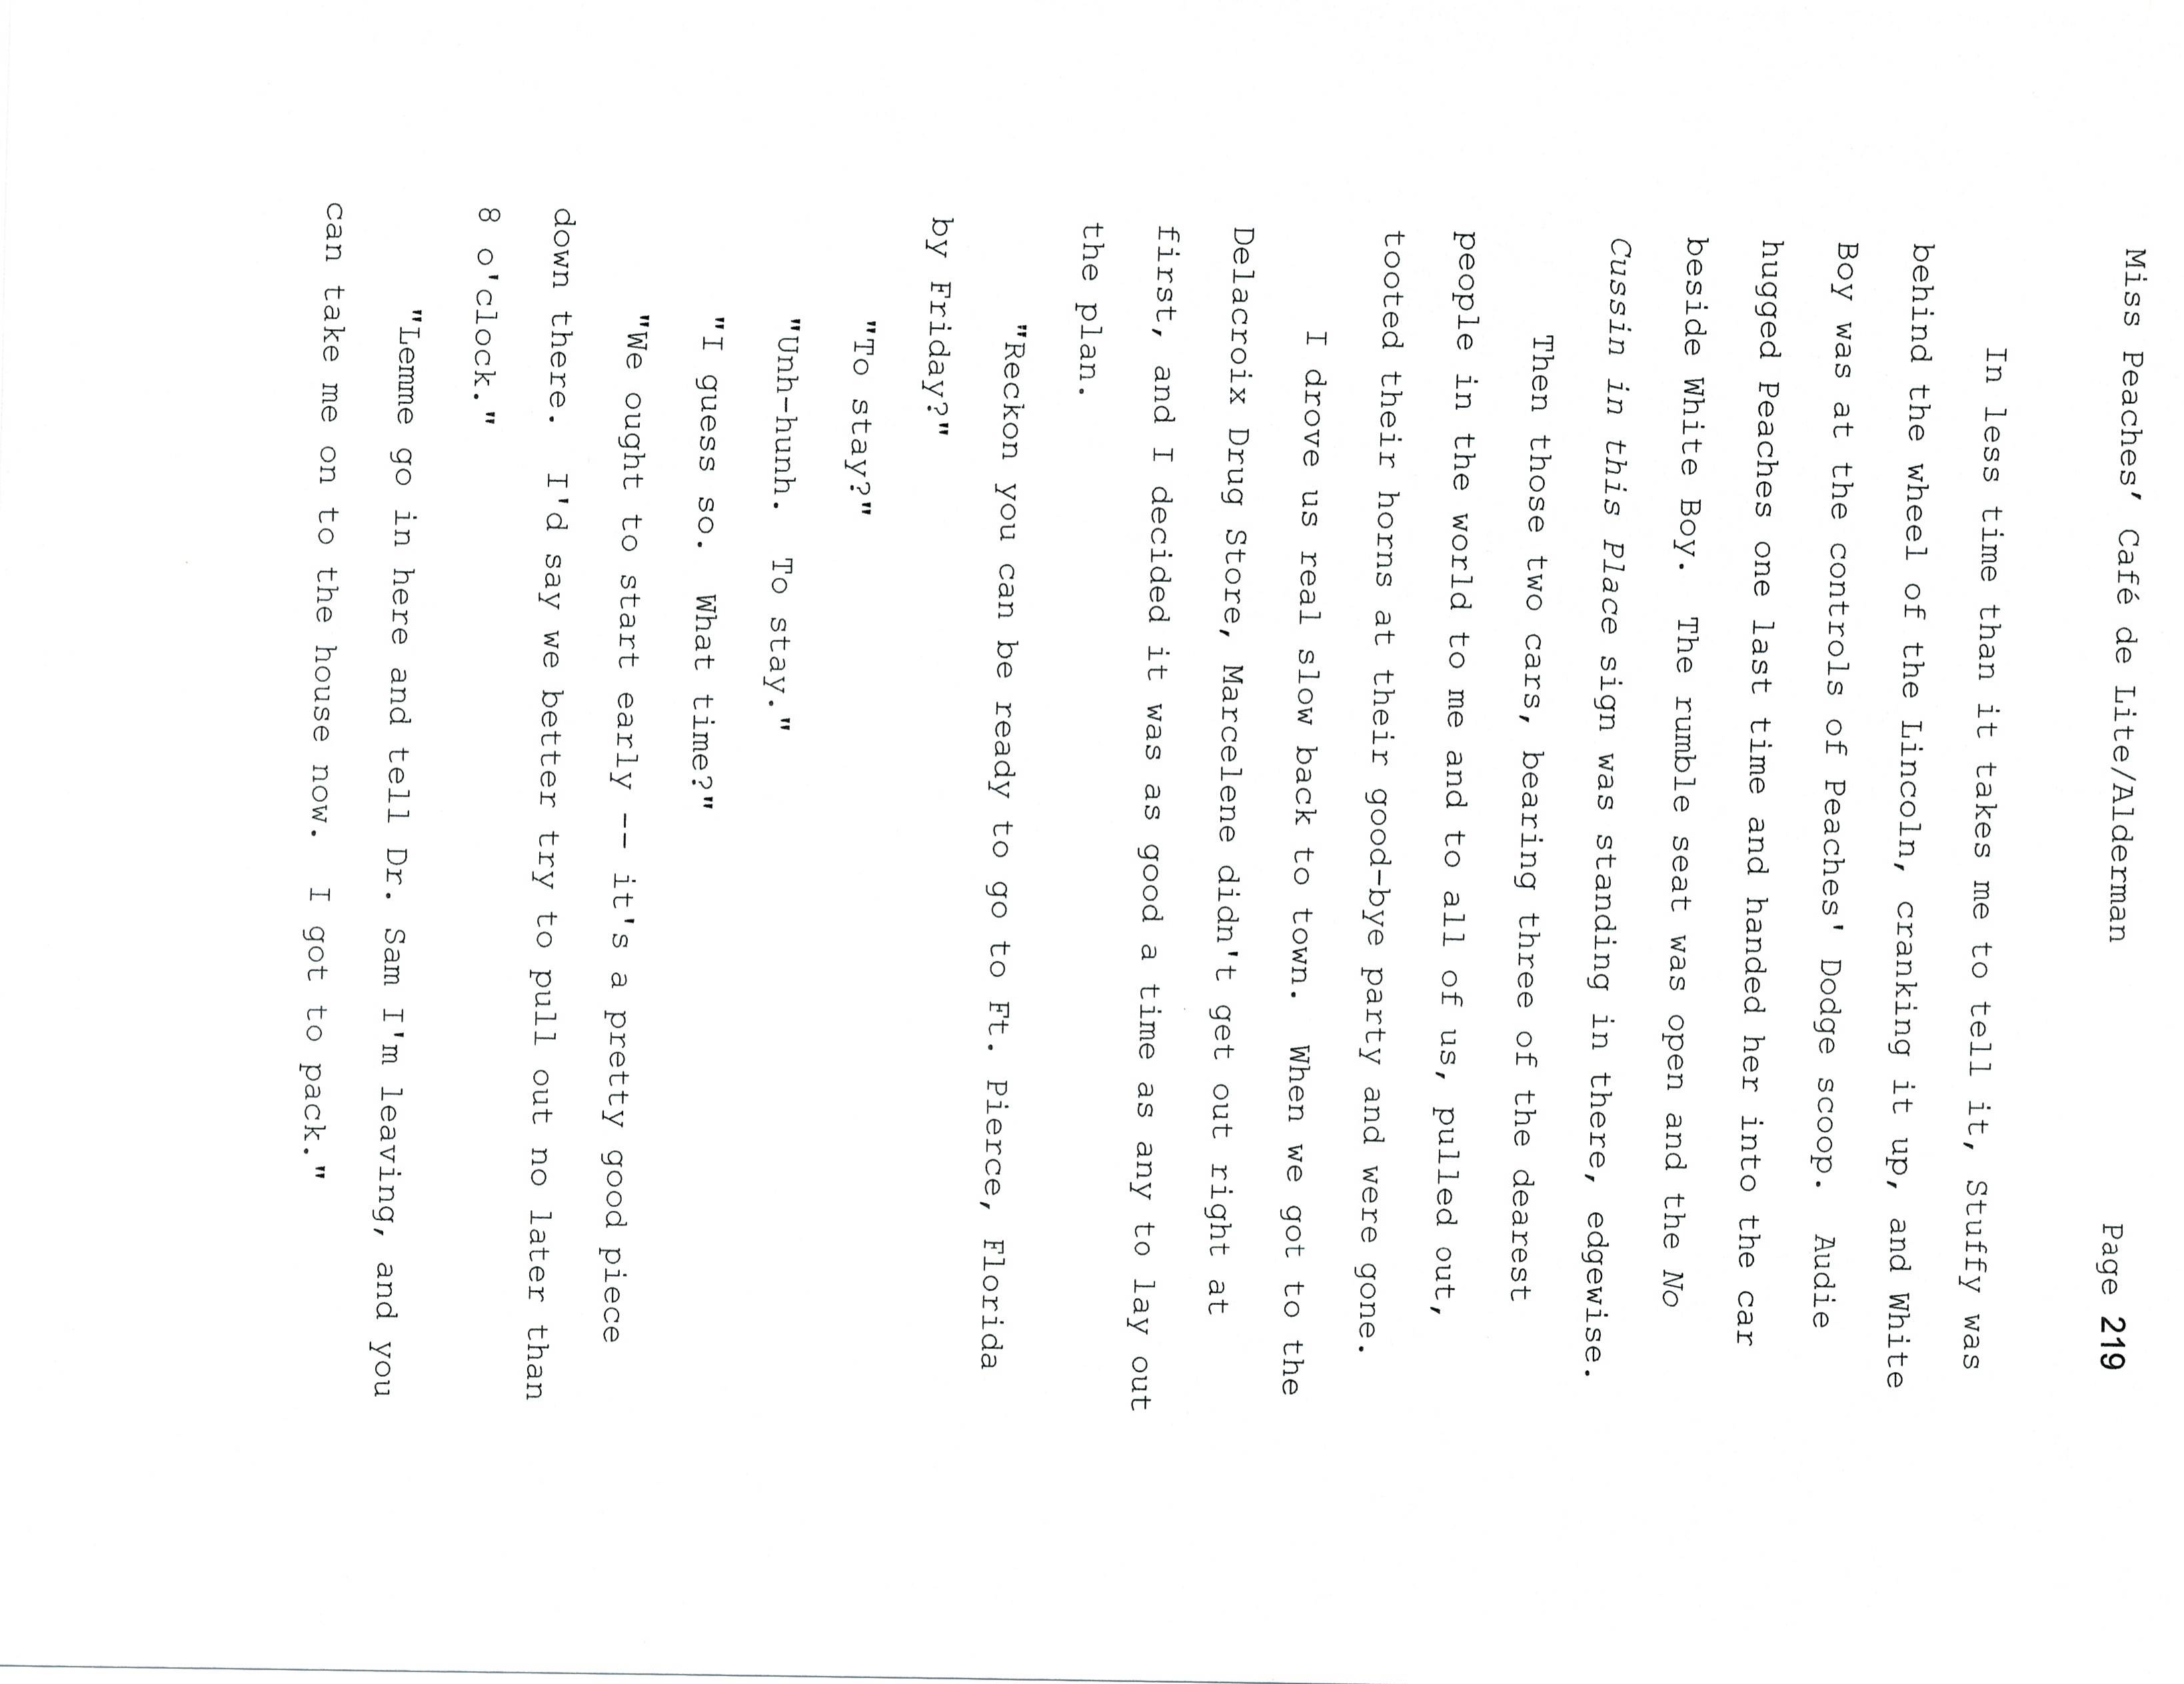 Miss Peaches’ Café de Lite/Alderman Page 219
In less time than it takes me to tell it, Stuffy was
behind the wheel of the Lincoln, cranking it up, and White
Boy was at the controls of Peaches' Dodge scoop.  Audie
hugged Peaches one last time and handed her into the car
beside White Boy.  The rumble seat was open and the No
Cussin in this Place sign was standing in there, edgewise.
Then those two cars, bearing three of the dearest
people in the world to me and to all of us, pulled out,
tooted their horns at their good-bye party and were gone.
I drove us real slow back to town.  When we got to the
Delacroix Drug Store, Marcelene didn't get out right at
first, and I decided it was as good a time as any to lay out
the plan.
"Reckon you can be ready to go to Ft. Pierce, Florida
by Friday?"
"To stay?"
"Unh-hunh.  To stay."
"I guess so.  What time?"
"We ought to start early -- it's a pretty good piece
down there.  I'd say we better try to pull out no later than
8 o'clock."
"Lemme go in here and tell Dr. Sam I'm leaving, and you
can take me on to the house now.  I got to pack."